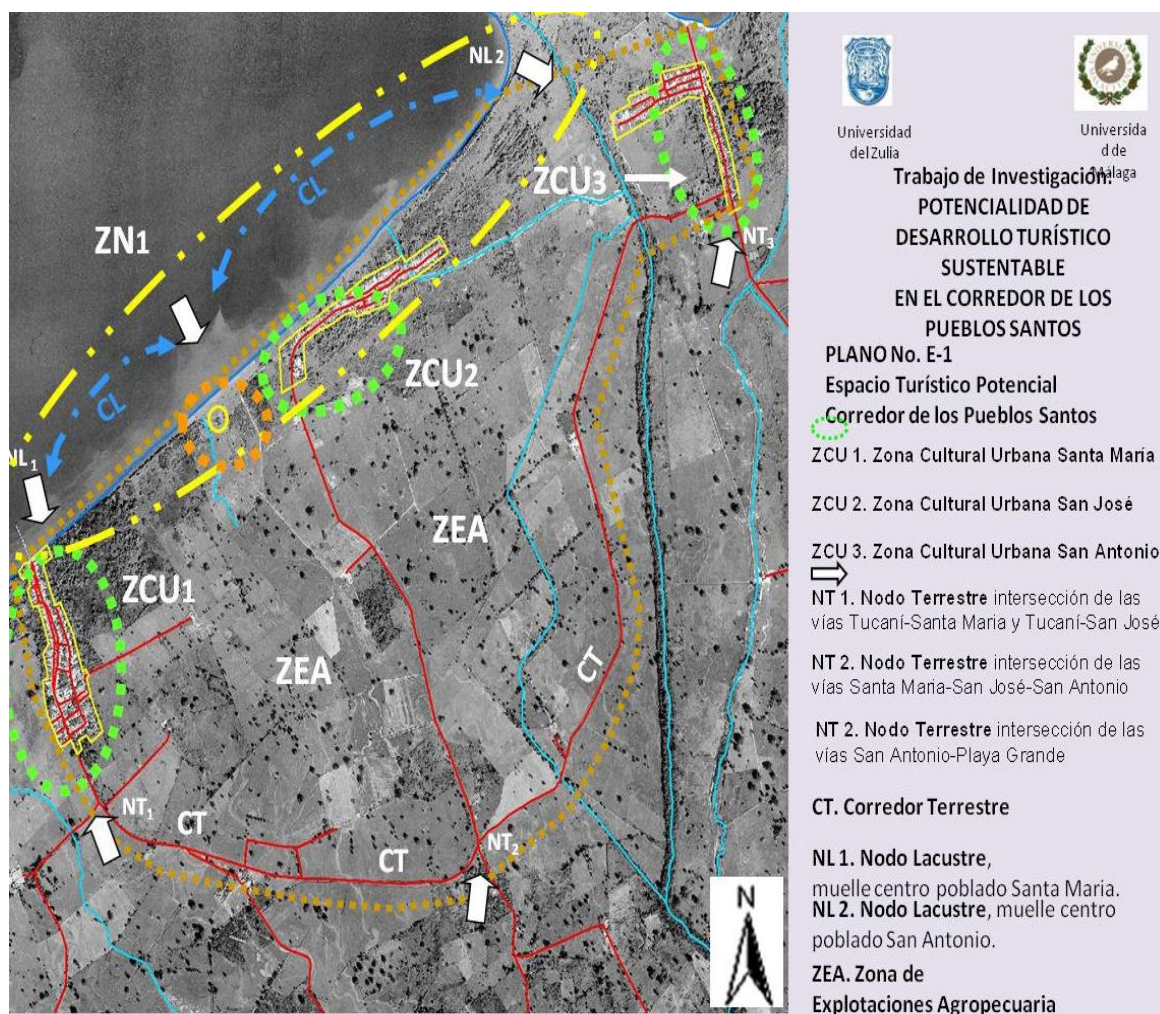 NL2
ZCU3
CL
ZN1
NT3
ZCU2
CL
NL1
ZEA
ZCU1
ZEA
CT
NT1
CT
CT
NT2
N
Universidad
del Zulia
Universida
d de
Málaga
Trabajo de Investigación:
POTENCIALIDAD DE
DESARROLLO TURÍSTICO
SUSTENTABLE
EN EL CORREDOR DE LOS
PUEBLOS SANTOS
PLANO No. E-1
Espacio Turístico Potencial
Corredor de los Pueblos Santos
ZCU 1. Zona Cultural Urbana Santa María
ZCU 2. Zona Cultural Urbana San José
ZCU 3. Zona Cultural Urbana San Antonio
NT 1. Nodo Terrestre intersección de las
vías Tucaní-Santa Maria y Tucaní-San José
NT 2. Nodo Terrestre intersección de las
vías Santa Maria-San José-San Antonio
NT 2. Nodo Terrestre intersección de las
vías San Antonio-Playa Grande
CT. Corredor Terrestre
NL 1. Nodo Lacustre,
muelle centro poblado Santa Maria.
NL 2. Nodo Lacustre, muelle centro
poblado San Antonio.
ZEA. Zona de
Explotaciones Agropecuaria